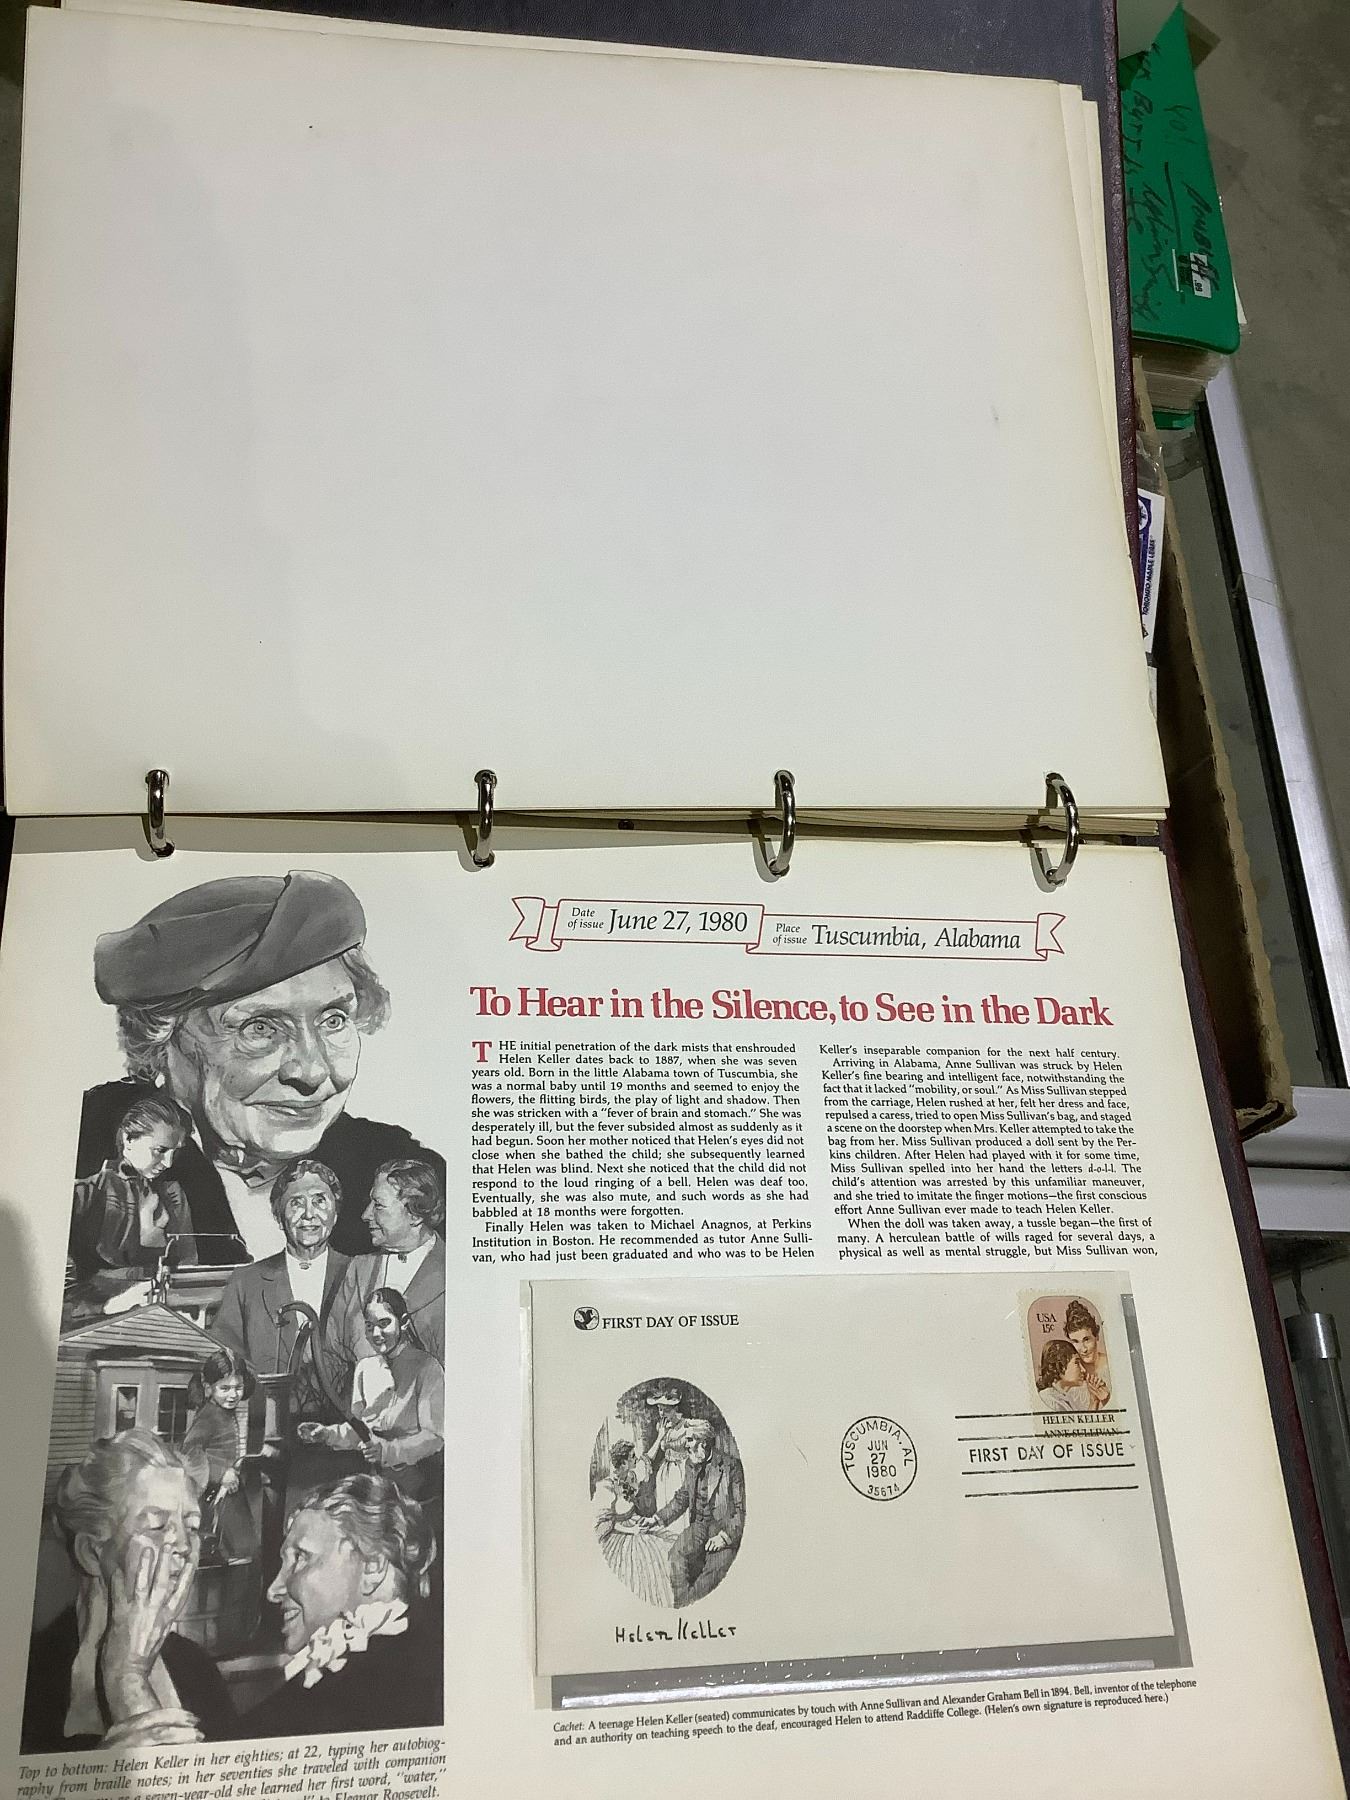 Date
of issue June 27, 1980
Place
of issue Tuscumbia, Alabama
To Hear in the Silence, to See in the Dark
THE initial penetration of the dark mists that enshrouded
Helen Keller dates back to 1887, when she was seven
years old. Born in the little Alabama town of Tuscumbia, she
was a normal baby until 19 months and seemed to enjoy the
flowers, the flitting birds, the play of light and shadow. Then
she was stricken with a "fever of brain and stomach." She was
desperately ill, but the fever subsided almost as suddenly as it
had begun. Soon her mother noticed that Helen's eyes did not
close when she bathed the child; she subsequently learned
that Helen was blind. Next she noticed that the child did not
respond to the loud ringing of a bell. Helen was deaf too.
Eventually, she was also mute, and such words as she had
babbled at 18 months were forgotten.
Finally Helen was taken to Michael Anagnos, at Perkins
Institution in Boston. He recommended as tutor Anne Sulli-
van, who had just been graduated and who was to be Helen
Keller's inseparable companion for the next half century.
Arriving in Alabama, Anne Sullivan was struck by Helen
Keller's fine bearing and intelligent face, notwithstanding the
fact that it lacked "mobility, or soul." As Miss Sullivan stepped
from the carriage, Helen rushed at her, felt her dress and face,
repulsed a caress, tried to open Miss Sullivan's bag, and staged
a scene on the doorstep when Mrs. Keller attempted to take the
bag from her. Miss Sullivan produced a doll sent by the Per-
kins children. After Helen had played with it for some time,
Miss Sullivan spelled into her hand the letters d-o-l-l. The
child's attention was arrested by this unfamiliar maneuver,
and she tried to imitate the finger motions—the first conscious
effort Anne Sullivan ever made to teach Helen Keller.
When the doll was taken away, a tussle began—the first of
many. A herculean battle of wills raged for several days, a
physical as well as mental struggle, but Miss Sullivan won,
FIRST DAY OF ISSUE
USA
15c
HELEN KELLER
ANNE SULLIVAN
TUSCUMBIA, AL
JUN
27
1980
35674
FIRST DAY OF ISSUE
Helen Keller
Cachet: A teenage Helen Keller (seated) communicates by touch with Anne Sullivan and Alexander Graham Bell in 1894. Bell, inventor of the telephone
and an authority on teaching speech to the deaf, encouraged Helen to attend Radcliffe College. (Helen's own signature is reproduced here.)
Top to bottom: Helen Keller in her eighties; at 22, typing her autobiog-
raphy from braille notes; in her seventies she traveled with companion
as a seven-year-old she learned her first word, "water,"
to Eleanor Roosevelt.
TORONTO MAPLE LEAFS